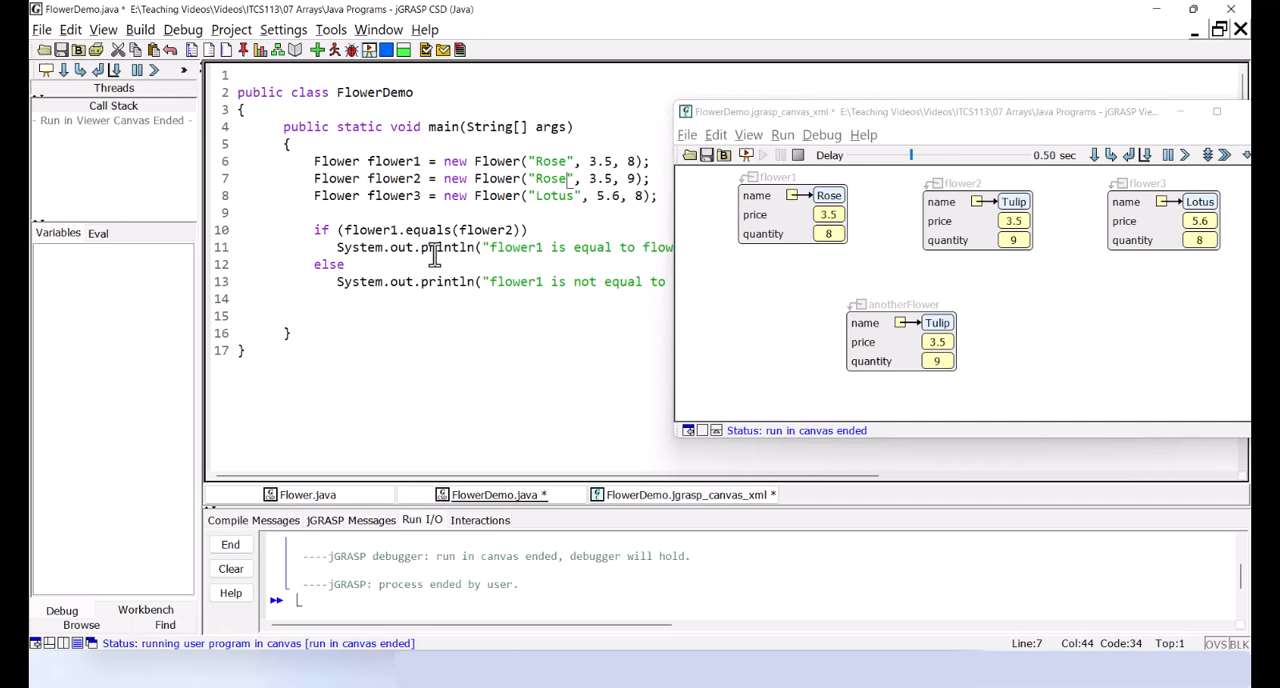 FlowerDemo.java * E:\Teaching Videos\Videos\ITCS113\07 Arrays\Java Programs - jGRASP CSD (Java)
File Edit View Build Debug Project Settings Tools Window Help
Threads
Call Stack
- Run in Viewer Canvas Ended -
Variables Eval
Debug Workbench
Browse Find
1
2 public class FlowerDemo
3 {
4 public static void main(String[] args)
5 {
6 Flower flower1 = new Flower("Rose", 3.5, 8);
7 Flower flower2 = new Flower("Rose", 3.5, 9);
8 Flower flower3 = new Flower("Lotus", 5.6, 8);
9
10 if (flower1.equals(flower2))
11 System.out.println("flower1 is equal to flow
12 else
13 System.out.println("flower1 is not equal to
14
15
16 }
17 }
FlowerDemo.jgrasp_canvas_xml * E:\Teaching Videos\Videos\ITCS113\07 Arrays\Java Programs - jGRASP Vie...
File Edit View Run Debug Help
Delay 0.50 sec
flower1
name Rose
price 3.5
quantity 8
flower2
name Tulip
price 3.5
quantity 9
flower3
name Lotus
price 5.6
quantity 8
anotherFlower
name Tulip
price 3.5
quantity 9
Status: run in canvas ended
Flower.java FlowerDemo.java * FlowerDemo.jgrasp_canvas_xml *
Compile Messages jGRASP Messages Run I/O Interactions
End
Clear
Help
----jGRASP debugger: run in canvas ended, debugger will hold.
----jGRASP: process ended by user.
Status: running user program in canvas [run in canvas ended] Line:7 Col:44 Code:34 Top:1 OVS BLK